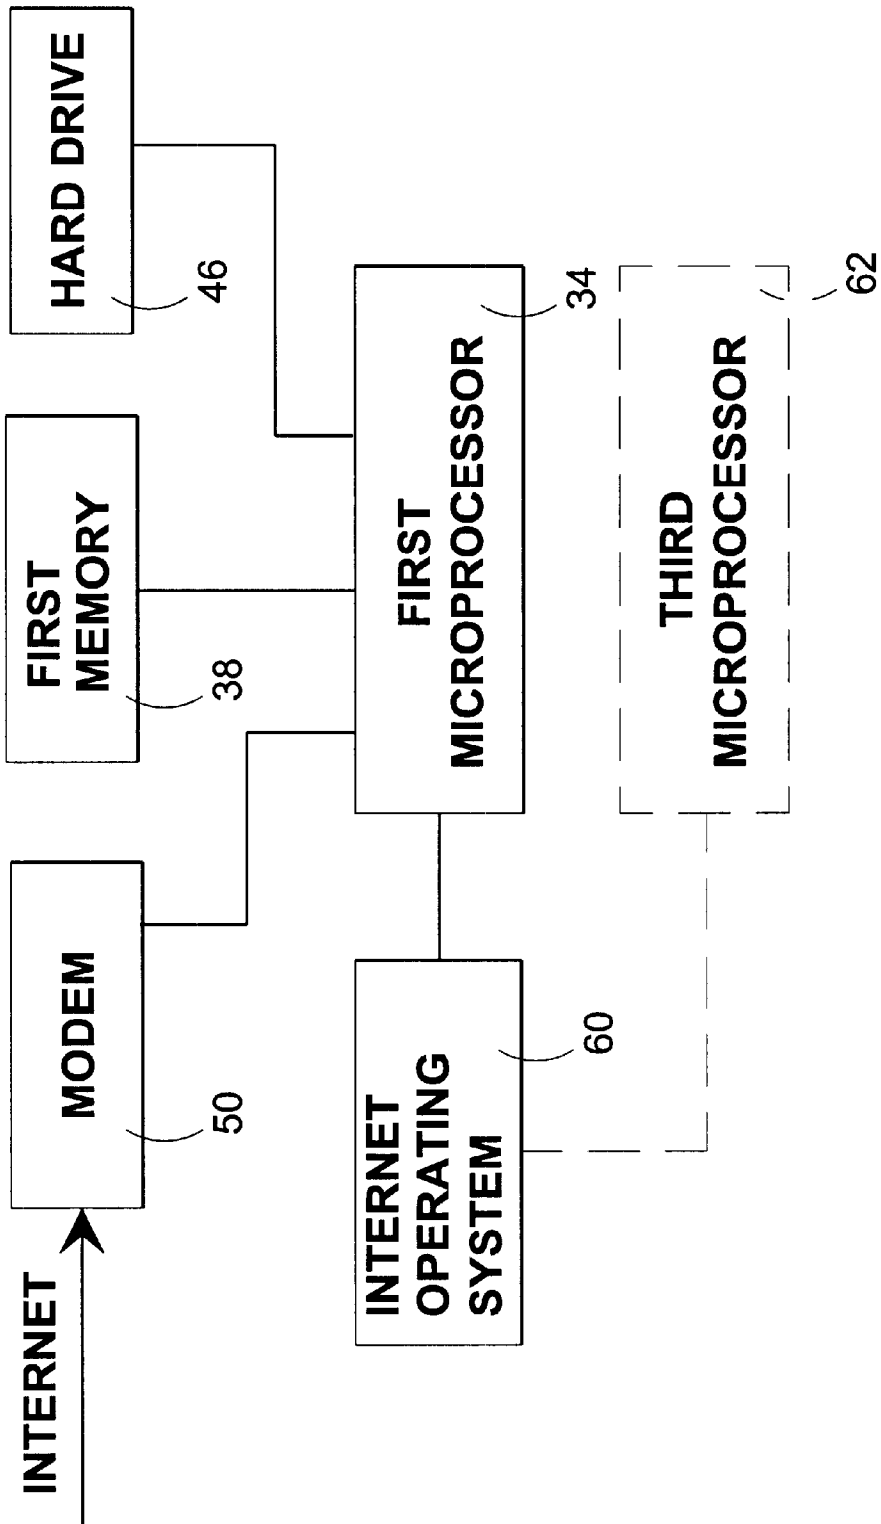 INTERNET
MODEM
50
FIRST
MEMORY
38
HARD DRIVE
46
INTERNET
OPERATING
SYSTEM
60
FIRST
MICROPROCESSOR
34
THIRD
MICROPROCESSOR
62